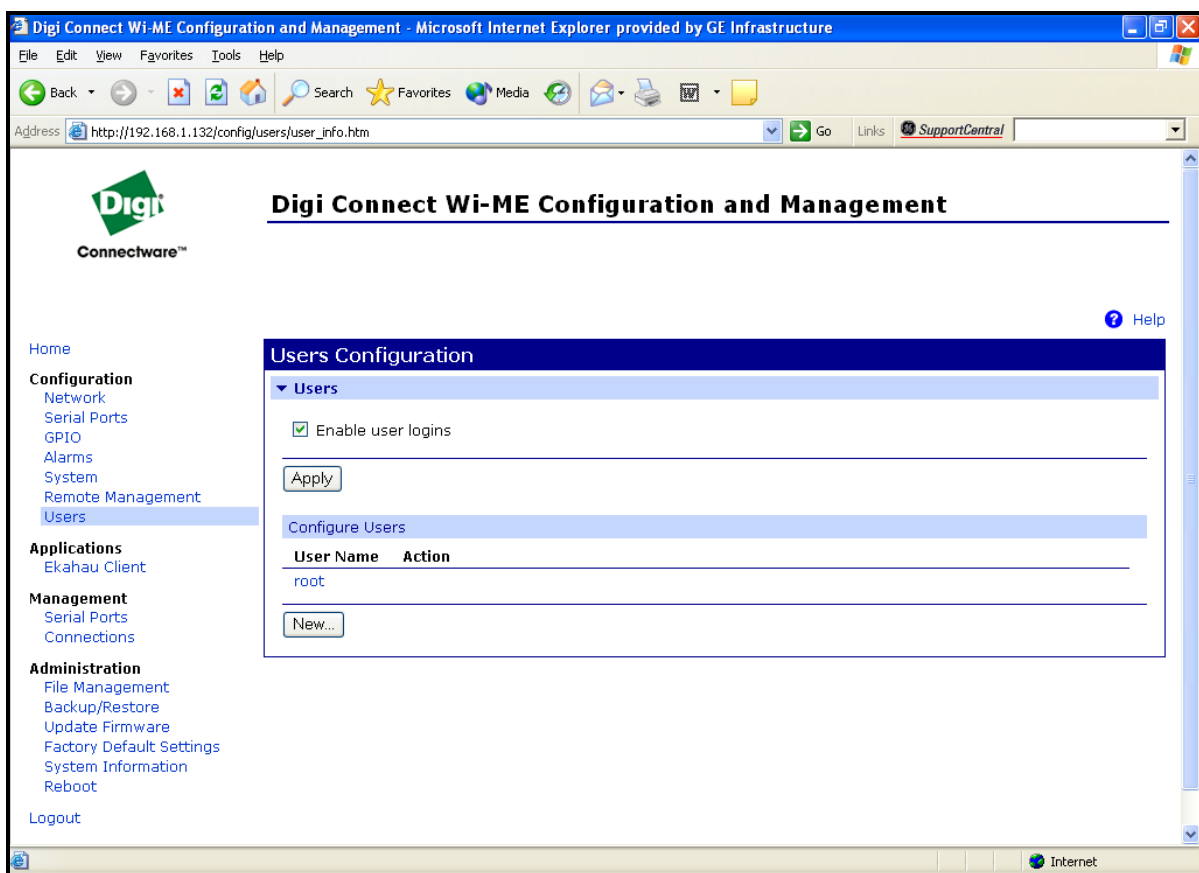 Digi Connect Wi-ME Configuration and Management - Microsoft Internet Explorer provided by GE Infrastructure
File Edit View Favorites Tools Help
Back Search Favorites Media
Address http://192.168.1.132/config/users/user_info.htm Go Links SupportCentral
Digi
Connectware™
Digi Connect Wi-ME Configuration and Management
Help
Home
Configuration
Network
Serial Ports
GPIO
Alarms
System
Remote Management
Users
Applications
Ekahau Client
Management
Serial Ports
Connections
Administration
File Management
Backup/Restore
Update Firmware
Factory Default Settings
System Information
Reboot
Logout
Users Configuration
Users
Enable user logins
Apply
Configure Users
User Name Action
root
New...
Internet